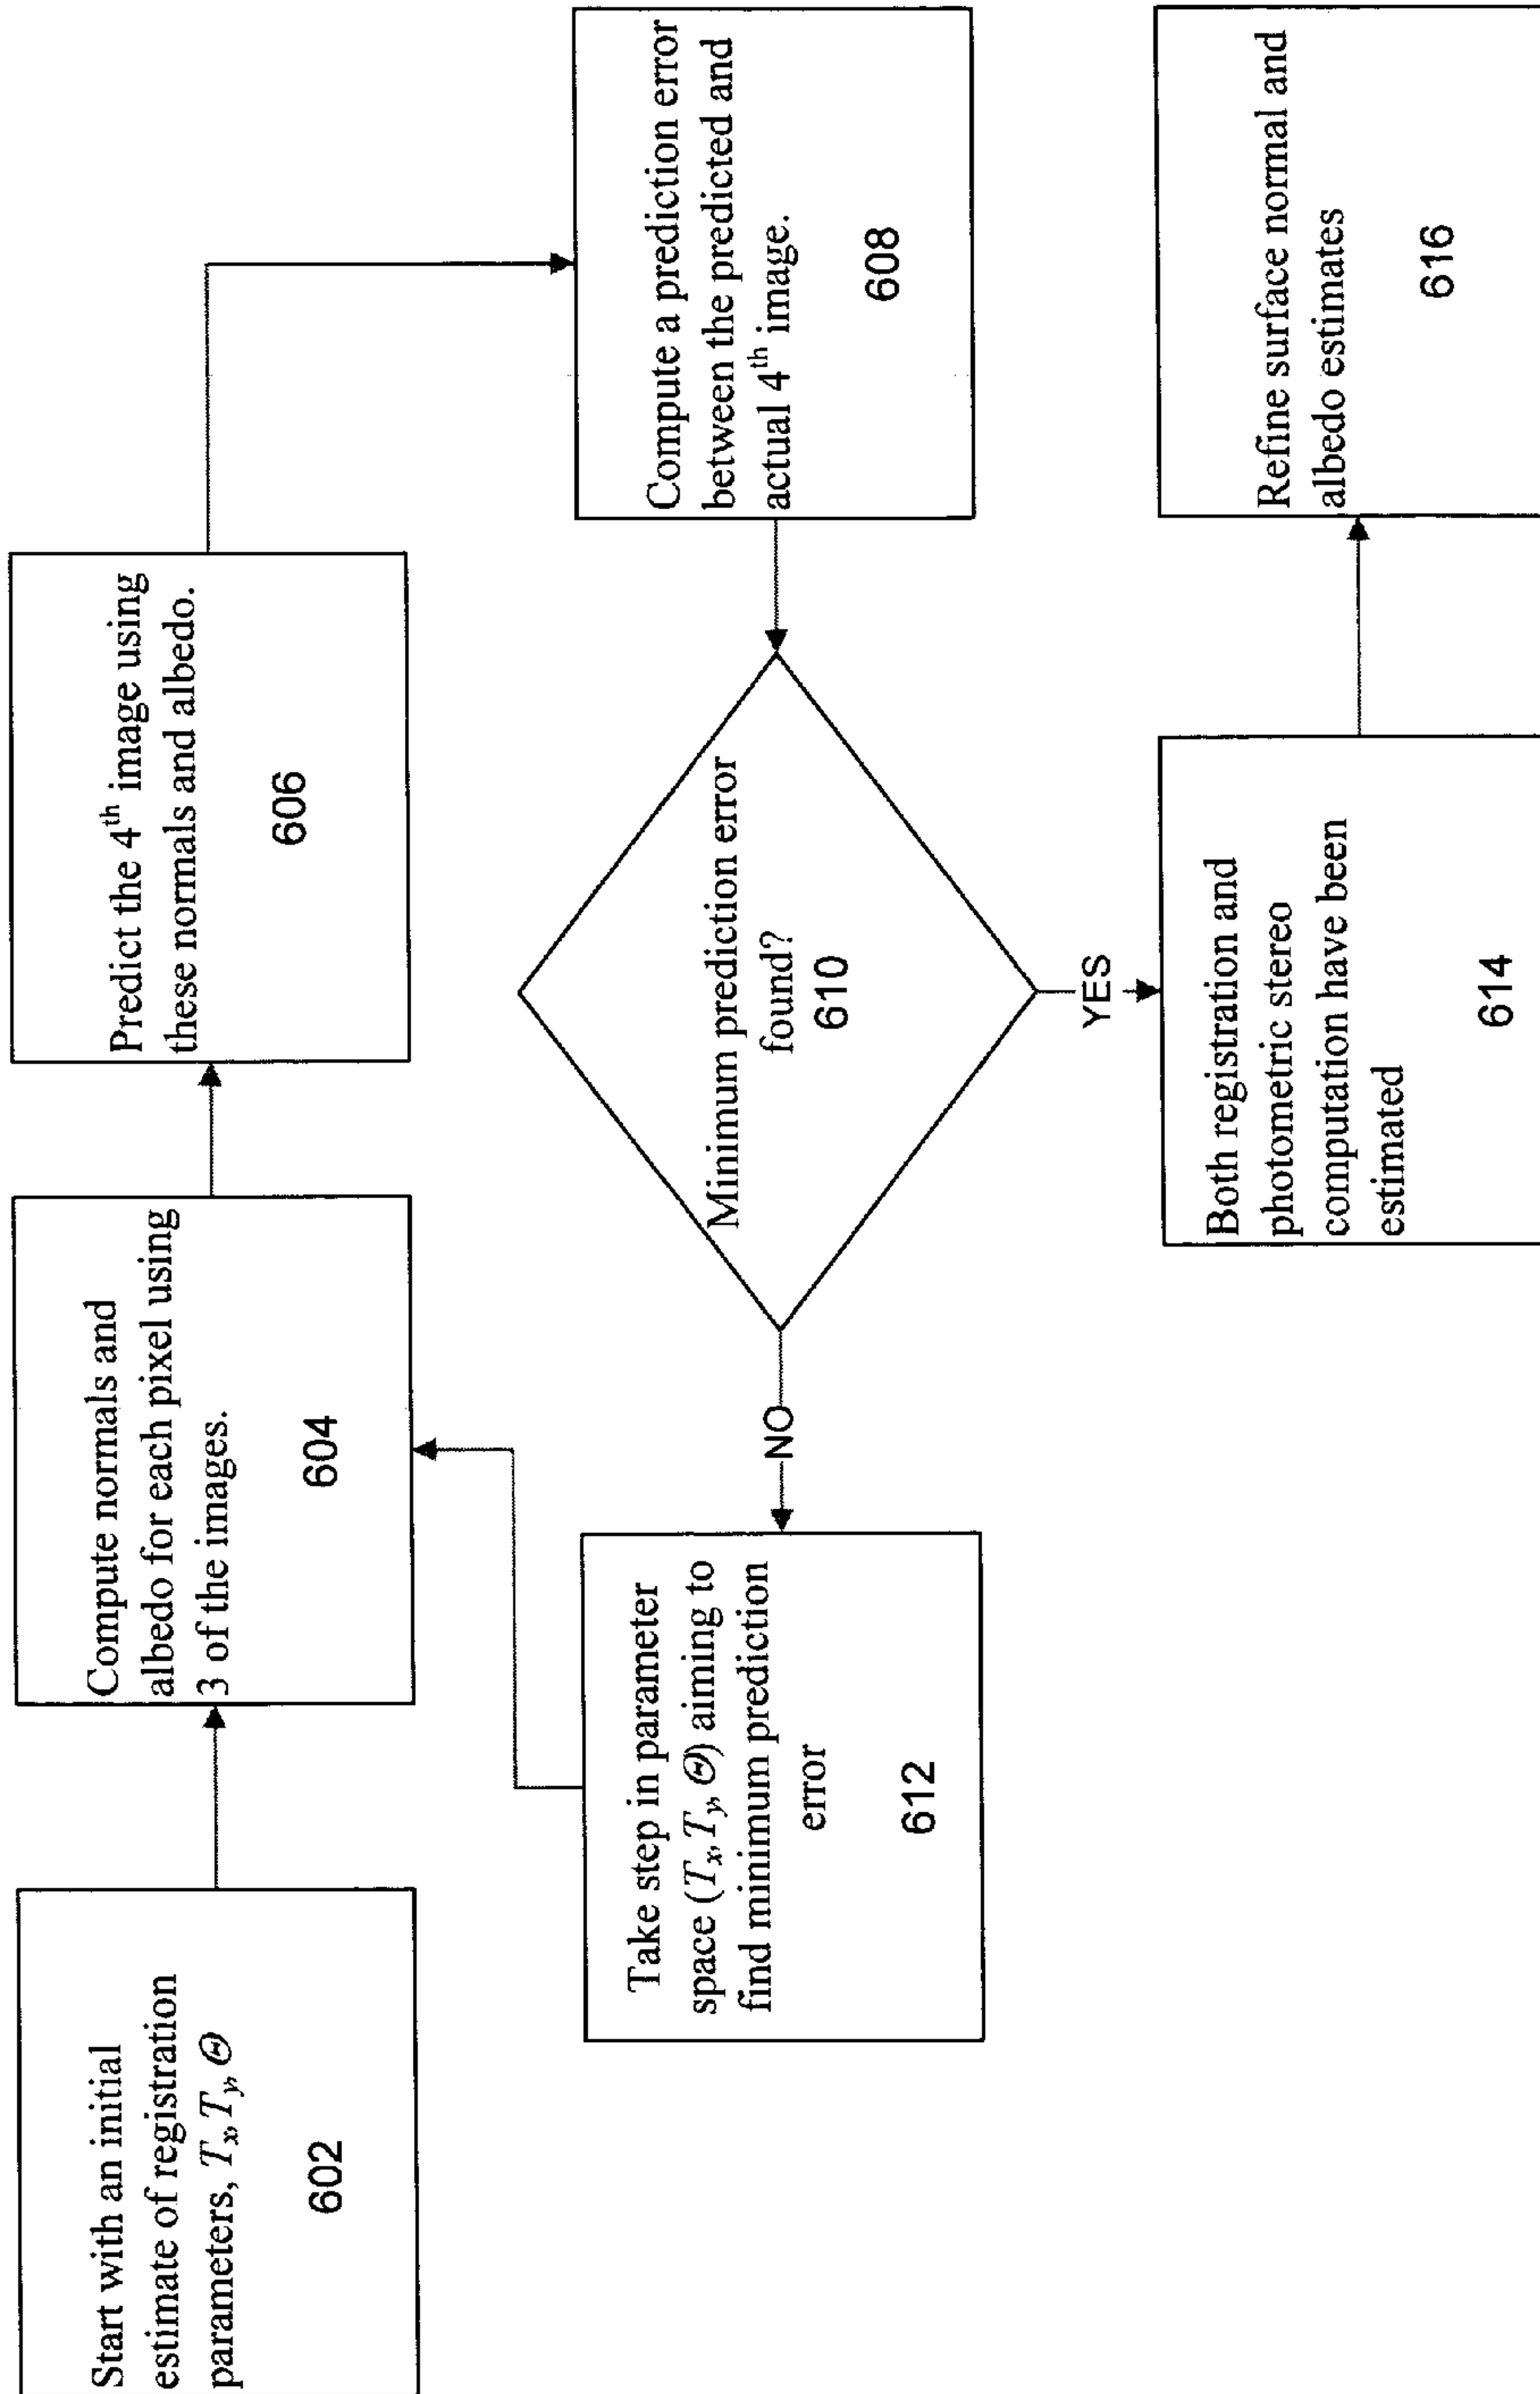 Start with an initial
estimate of registration
parameters, Tx, Ty, Θ
602
Compute normals and
albedo for each pixel using
3 of the images.
604
Predict the 4th image using
these normals and albedo.
606
Compute a prediction error
between the predicted and
actual 4th image.
608
Minimum prediction error
found?
610
NO
Take step in parameter
space (Tx, Ty, Θ) aiming to
find minimum prediction
error
612
YES
Both registration and
photometric stereo
computation have been
estimated
614
Refine surface normal and
albedo estimates
616